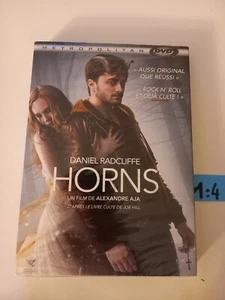 METROPOLITAN
DVD
« AUSSI ORIGINAL
QUE RÉUSSI »
« ROCK N' ROLL
ET DÉJÀ CULTE ! »
DANIEL RADCLIFFE
HORNS
UN FILM DE ALEXANDRE AJA
D'APRÈS LE LIVRE CULTE DE JOE HILL
1:4